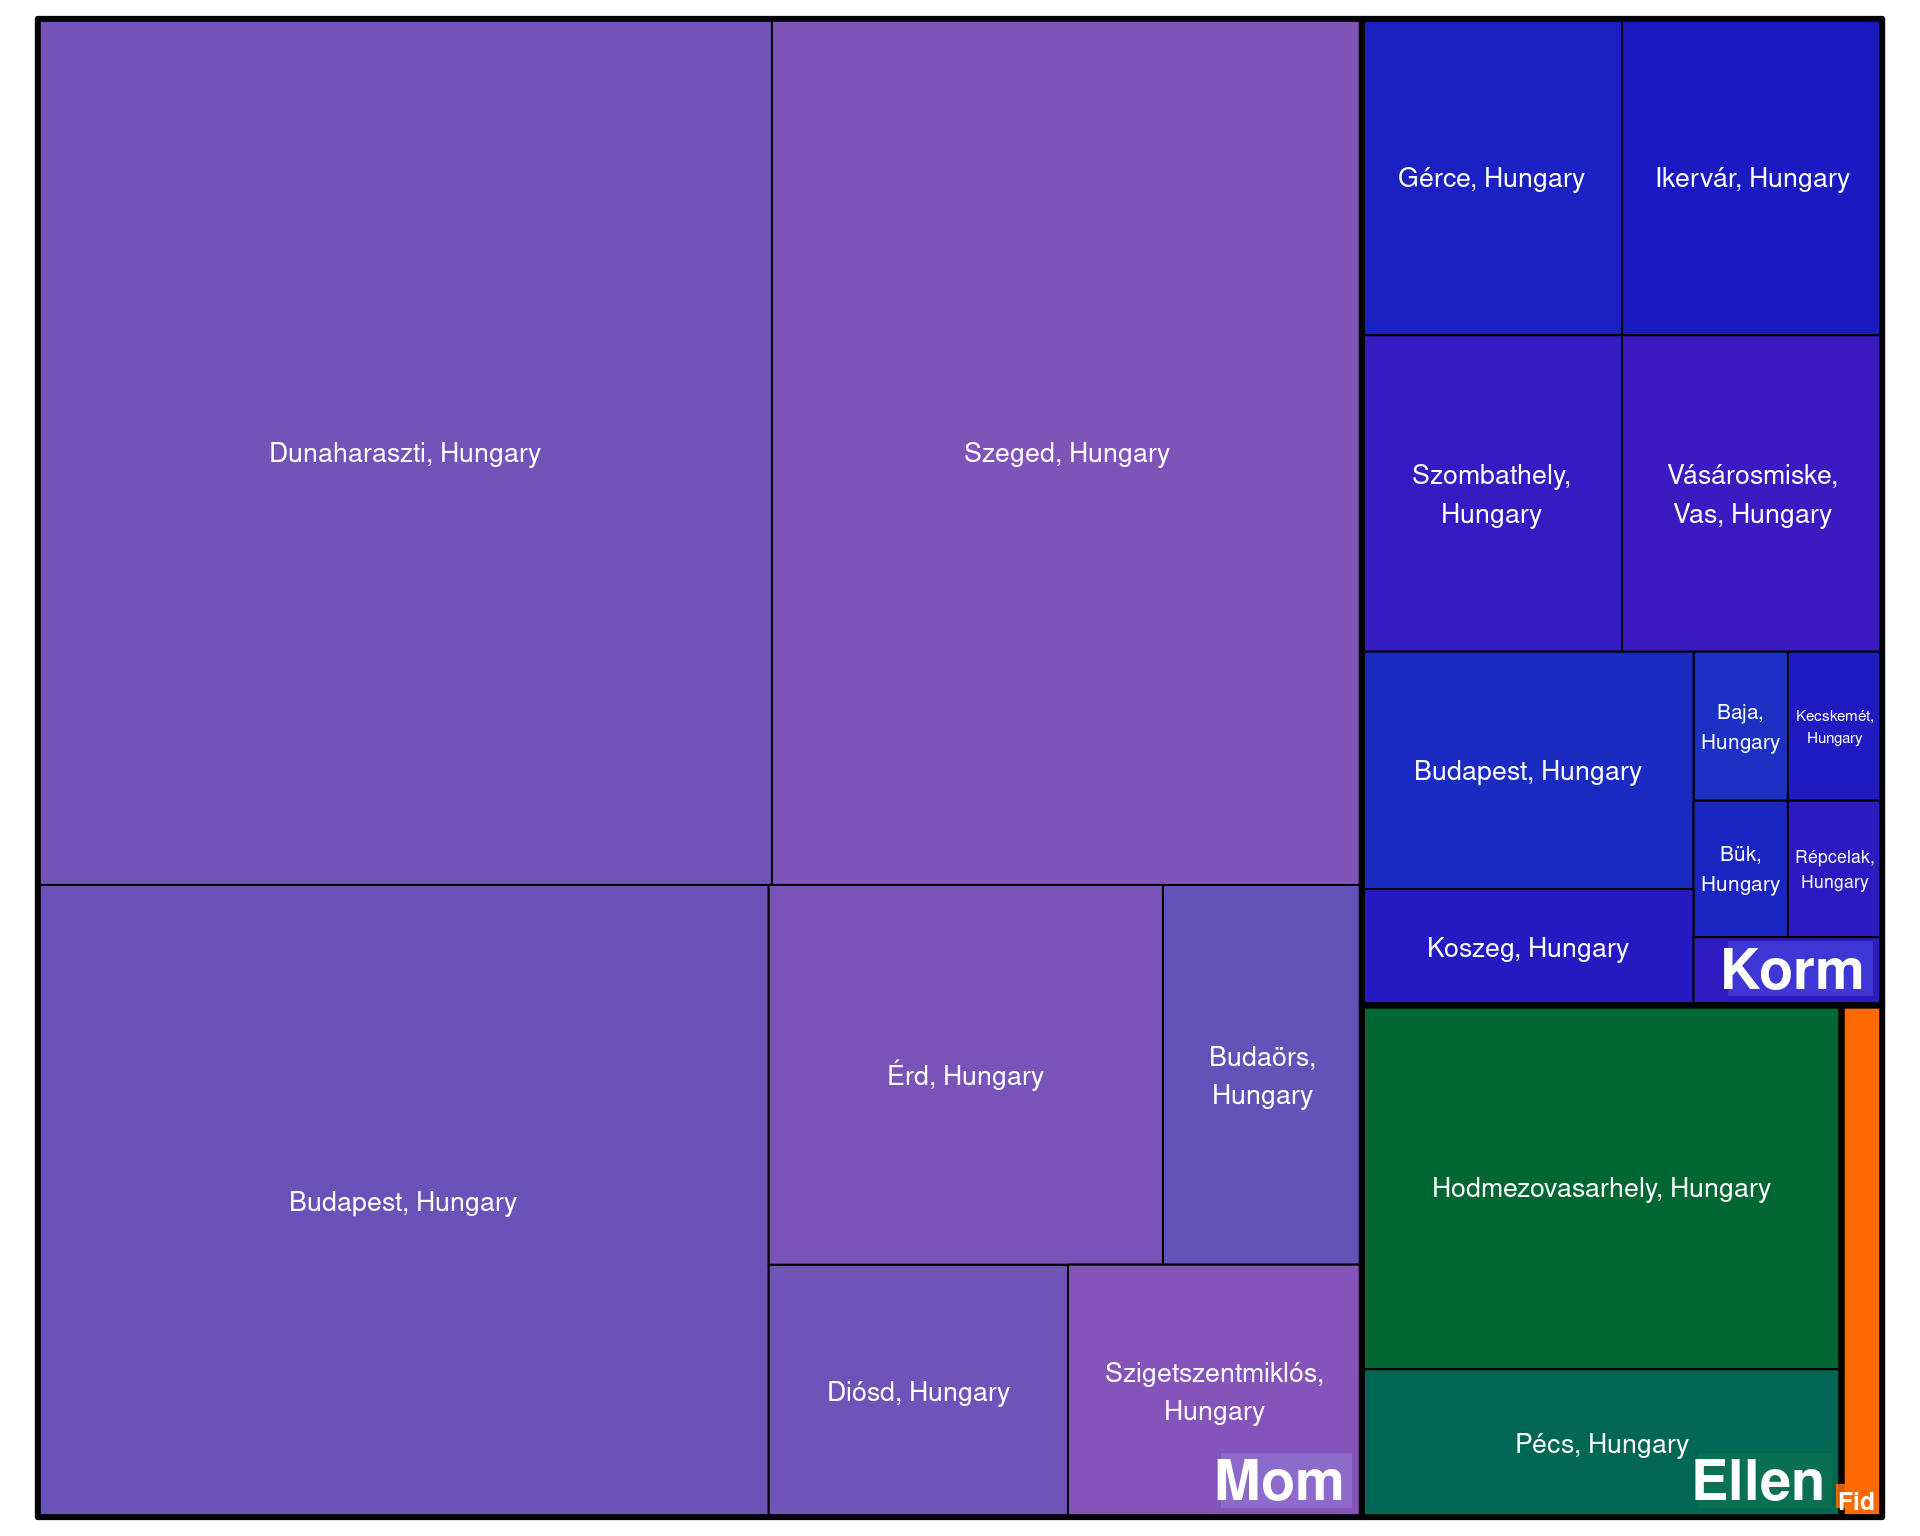 Dunaharaszti, Hungary
Szeged, Hungary
Budapest, Hungary
Érd, Hungary
Budaörs,
Hungary
Diósd, Hungary
Szigetszentmiklós,
Hungary
Mom
Gérce, Hungary
Ikervár, Hungary
Szombathely,
Hungary
Vásárosmiske,
Vas, Hungary
Budapest, Hungary
Baja,
Hungary
Kecskemét,
Hungary
Bük,
Hungary
Répcelak,
Hungary
Koszeg, Hungary
Korm
Hodmezovasarhely, Hungary
Pécs, Hungary
Ellen
Fid